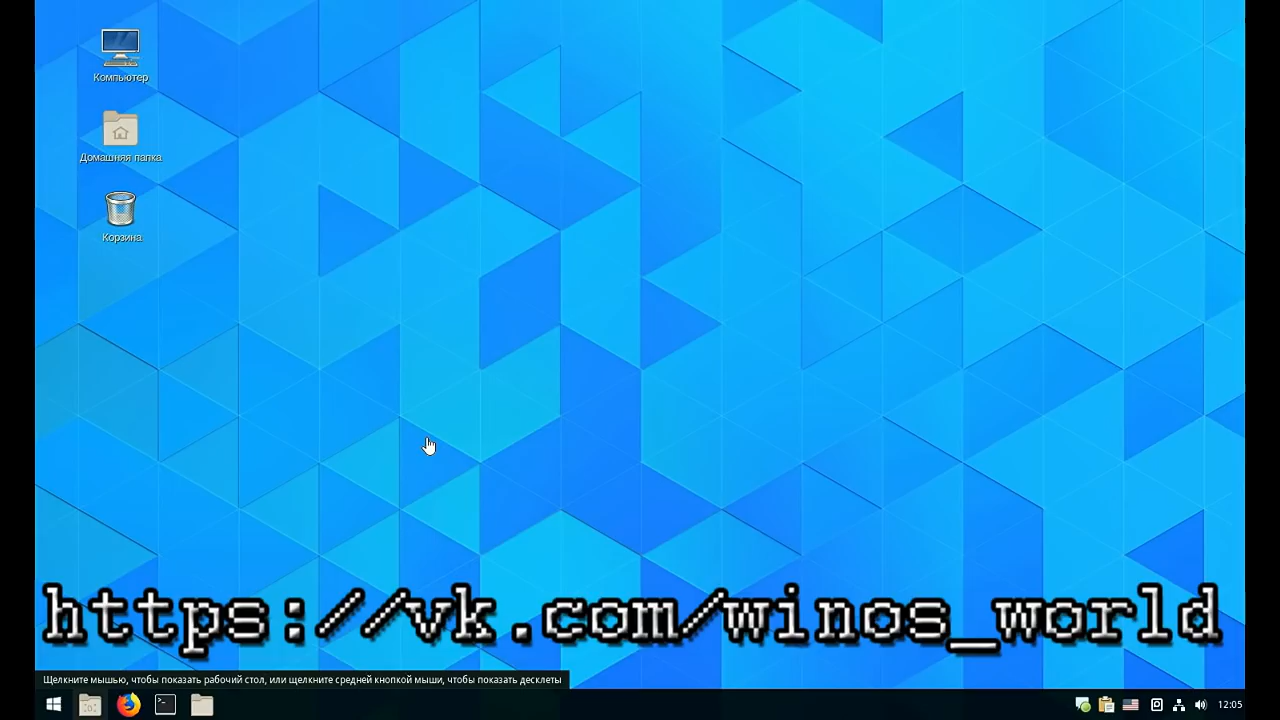 Компьютер
Домашняя папка
Корзина
https://vk.com/winos_world
Щелкните мышью, чтобы показать рабочий стол, или щелкните средней кнопкой мыши, чтобы показать десклеты
12:05